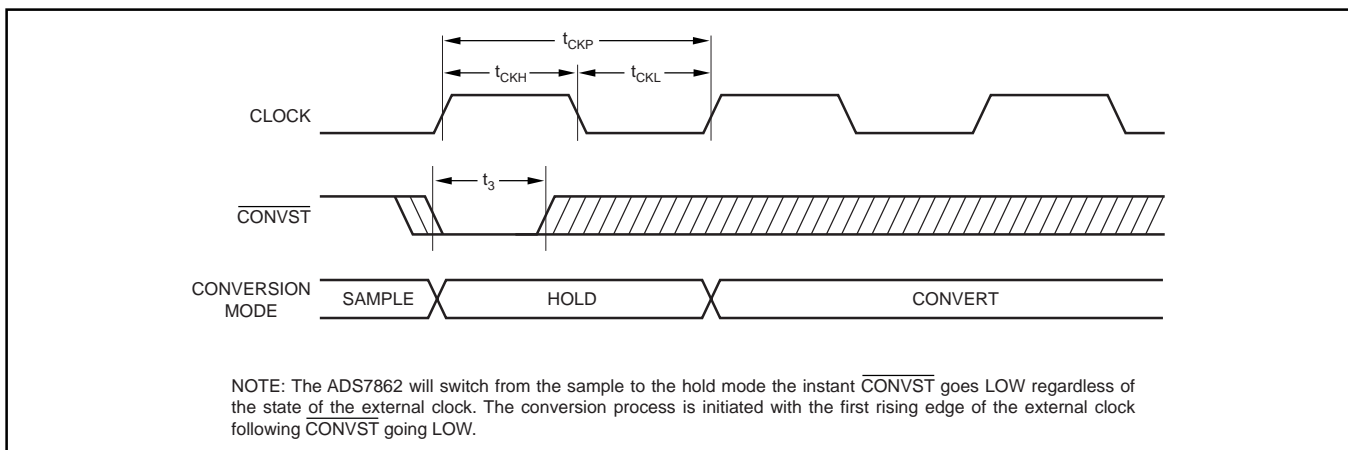 tCKP
tCKH
tCKL
CLOCK
t3
CONVST
CONVERSION
MODE
SAMPLE
HOLD
CONVERT
NOTE: The ADS7862 will switch from the sample to the hold mode the instant CONVST goes LOW regardless of
the state of the external clock. The conversion process is initiated with the first rising edge of the external clock
following CONVST going LOW.